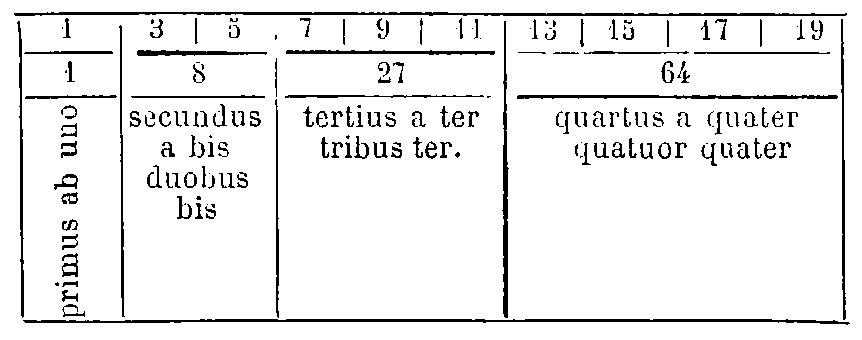 1 | 3 | 5 | 7 | 9 | 11 | 13 | 15 | 17 | 19
1 | 8 | 27 | 64
primus ab uno
secundus
a bis
duobus
bis
tertius a ter
tribus ter.
quartus a quater
quatuor quater